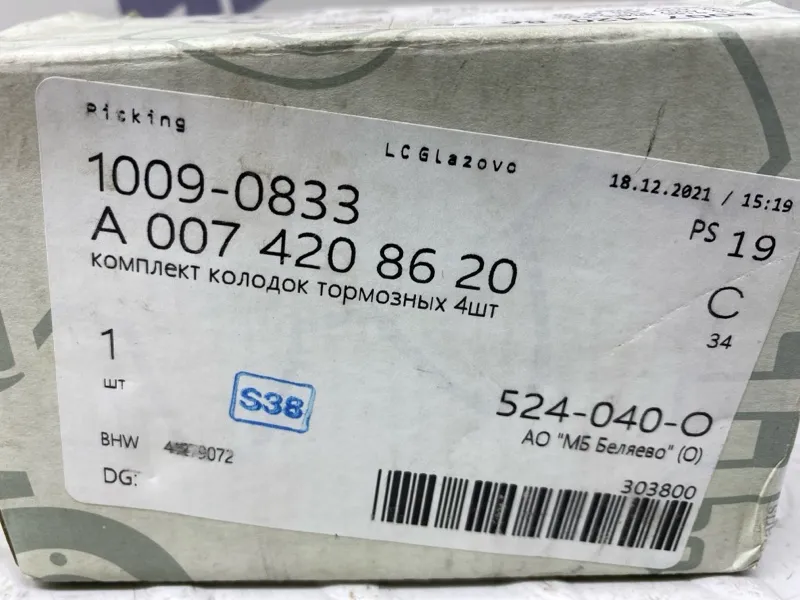 Picking
LCGlazovo
18.12.2021 / 15:19
1009-0833
PS 19
A 007 420 86 20
комплект колодок тормозных 4шт
C
34
1
шт
S38
524-040-O
АО "МБ Беляево" (О)
BHW
DG:
303800